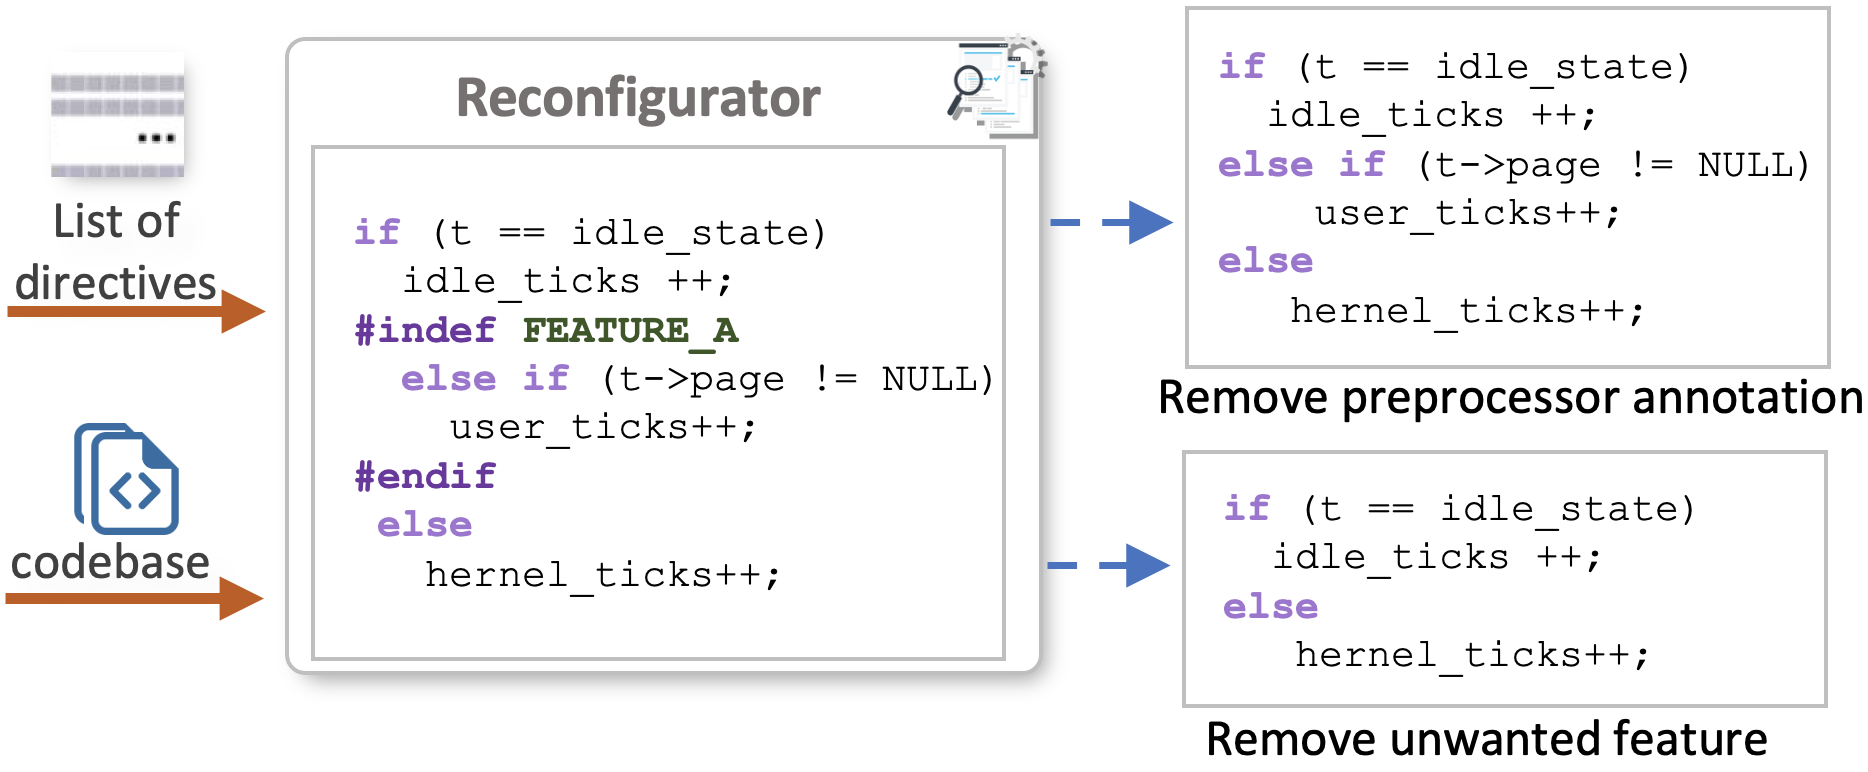 List of
directives
codebase
Reconfigurator
if (t == idle_state)
idle_ticks ++;
#indef FEATURE_A
else if (t->page != NULL)
user_ticks++;
#endif
else
hernel_ticks++;
if (t == idle_state)
idle_ticks ++;
else if (t->page != NULL)
user_ticks++;
else
hernel_ticks++;
Remove preprocessor annotation
if (t == idle_state)
idle_ticks ++;
else
hernel_ticks++;
Remove unwanted feature